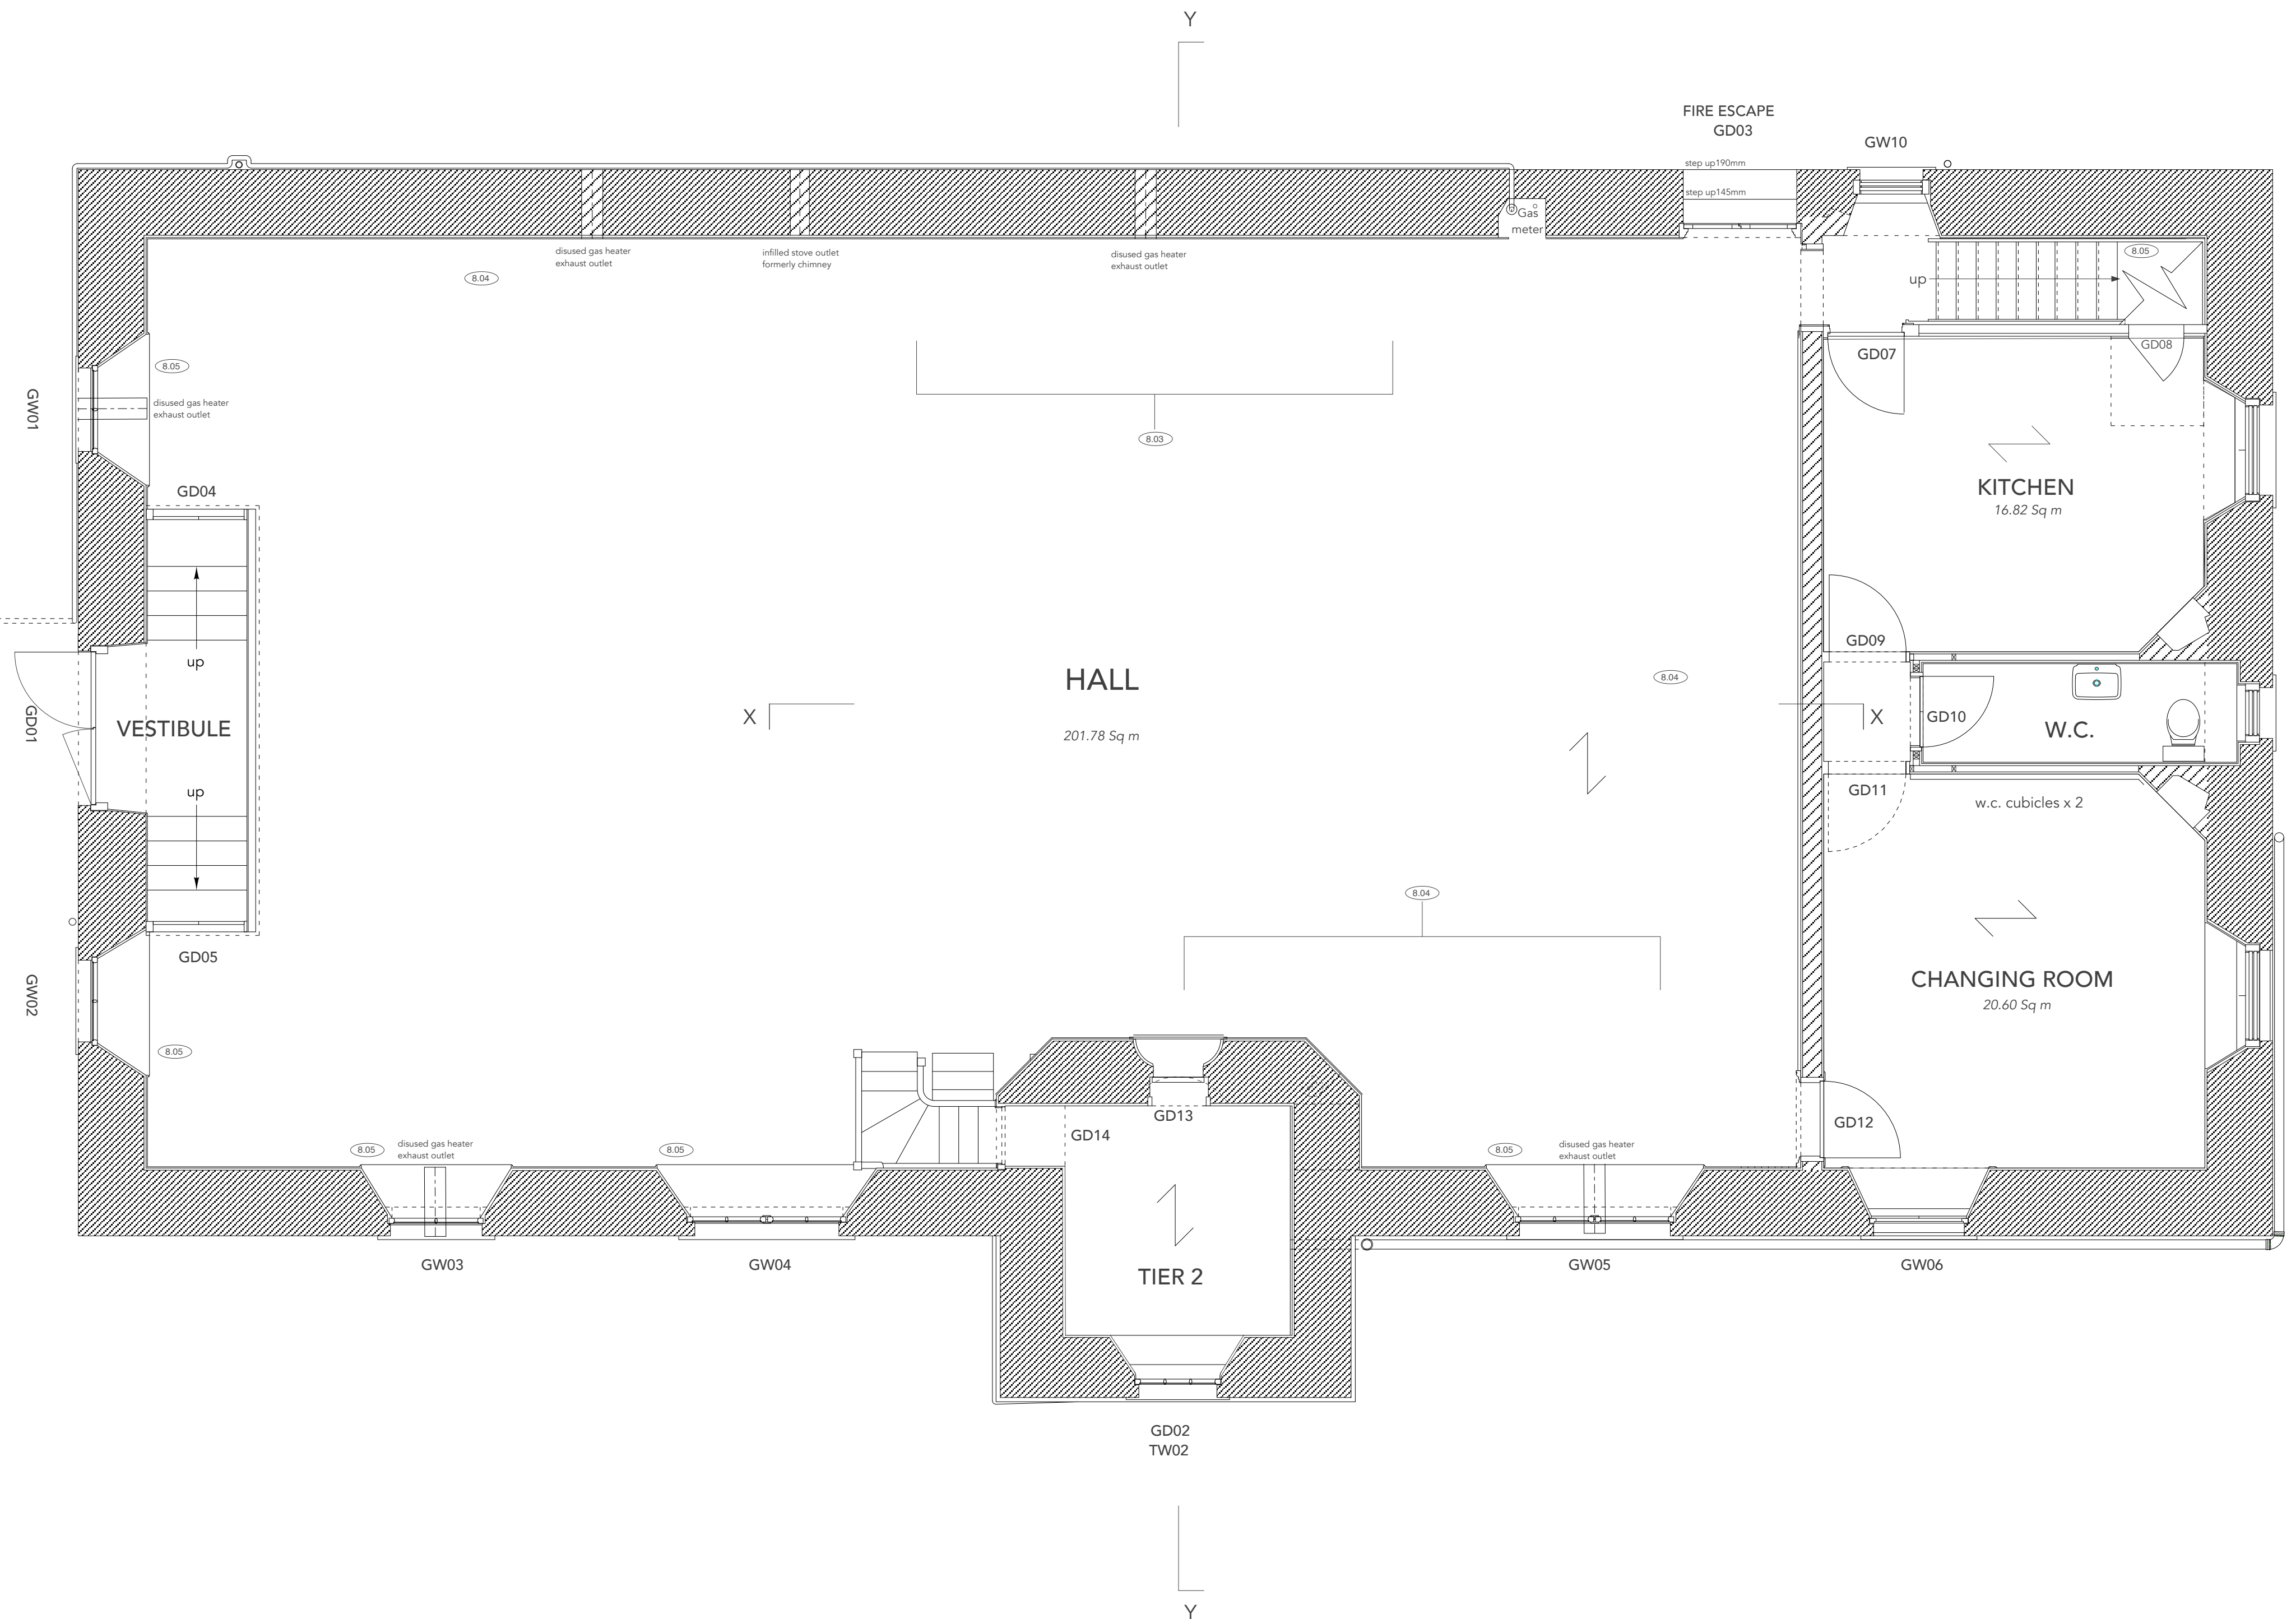 Y
FIRE ESCAPE
GD03
GW10
step up190mm
step up145mm
Gas
meter
disused gas heater
exhaust outlet
infilled stove outlet
formerly chimney
disused gas heater
exhaust outlet
8.04
8.05
up
GD07
GD08
8.05
disused gas heater
exhaust outlet
GW01
8.03
GD04
KITCHEN
16.82 Sq m
up
GD09
HALL
201.78 Sq m
8.04
X
X
GD10
W.C.
GD01
VESTIBULE
up
GD11
w.c. cubicles x 2
8.04
GD05
GW02
CHANGING ROOM
20.60 Sq m
8.05
GD13
GD14
GD12
8.05
disused gas heater
exhaust outlet
8.05
8.05
disused gas heater
exhaust outlet
GW03
GW04
TIER 2
GW05
GW06
GD02
TW02
Y